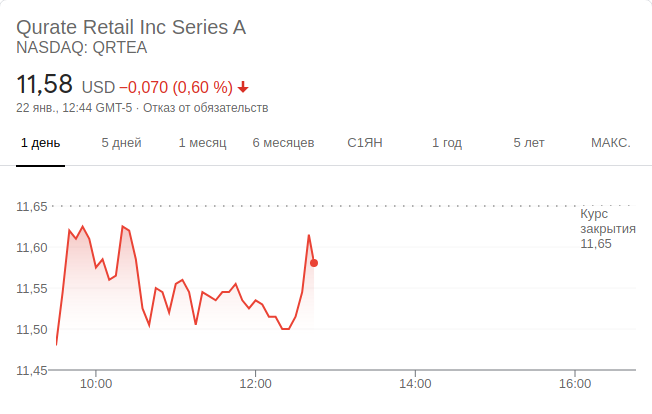 Qurate Retail Inc Series A
NASDAQ: QRTEA
11,58 USD −0,070 (0,60 %)
22 янв., 12:44 GMT-5 · Отказ от обязательств
1 день 5 дней 1 месяц 6 месяцев С1ЯН 1 год 5 лет МАКС.
11,65
Курс
закрытия
11,65
11,60
11,55
11,50
11,45
10:00 12:00 14:00 16:00